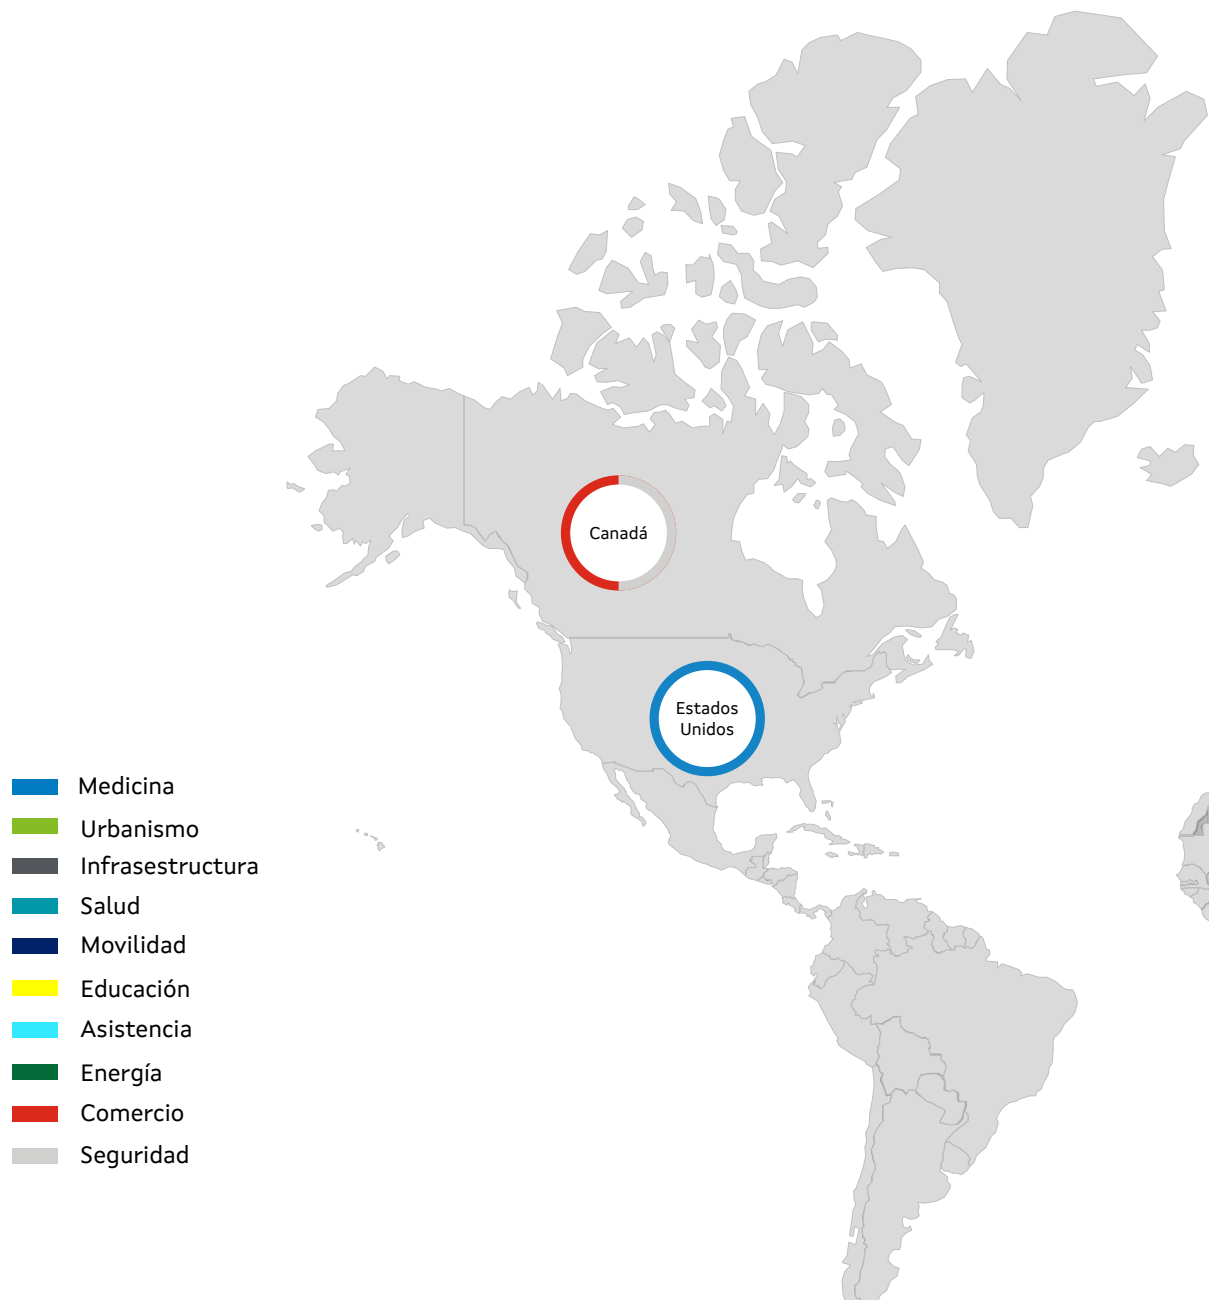 Canadá
Estados
Unidos
Medicina
Urbanismo
Infrasestructura
Salud
Movilidad
Educación
Asistencia
Energía
Comercio
Seguridad